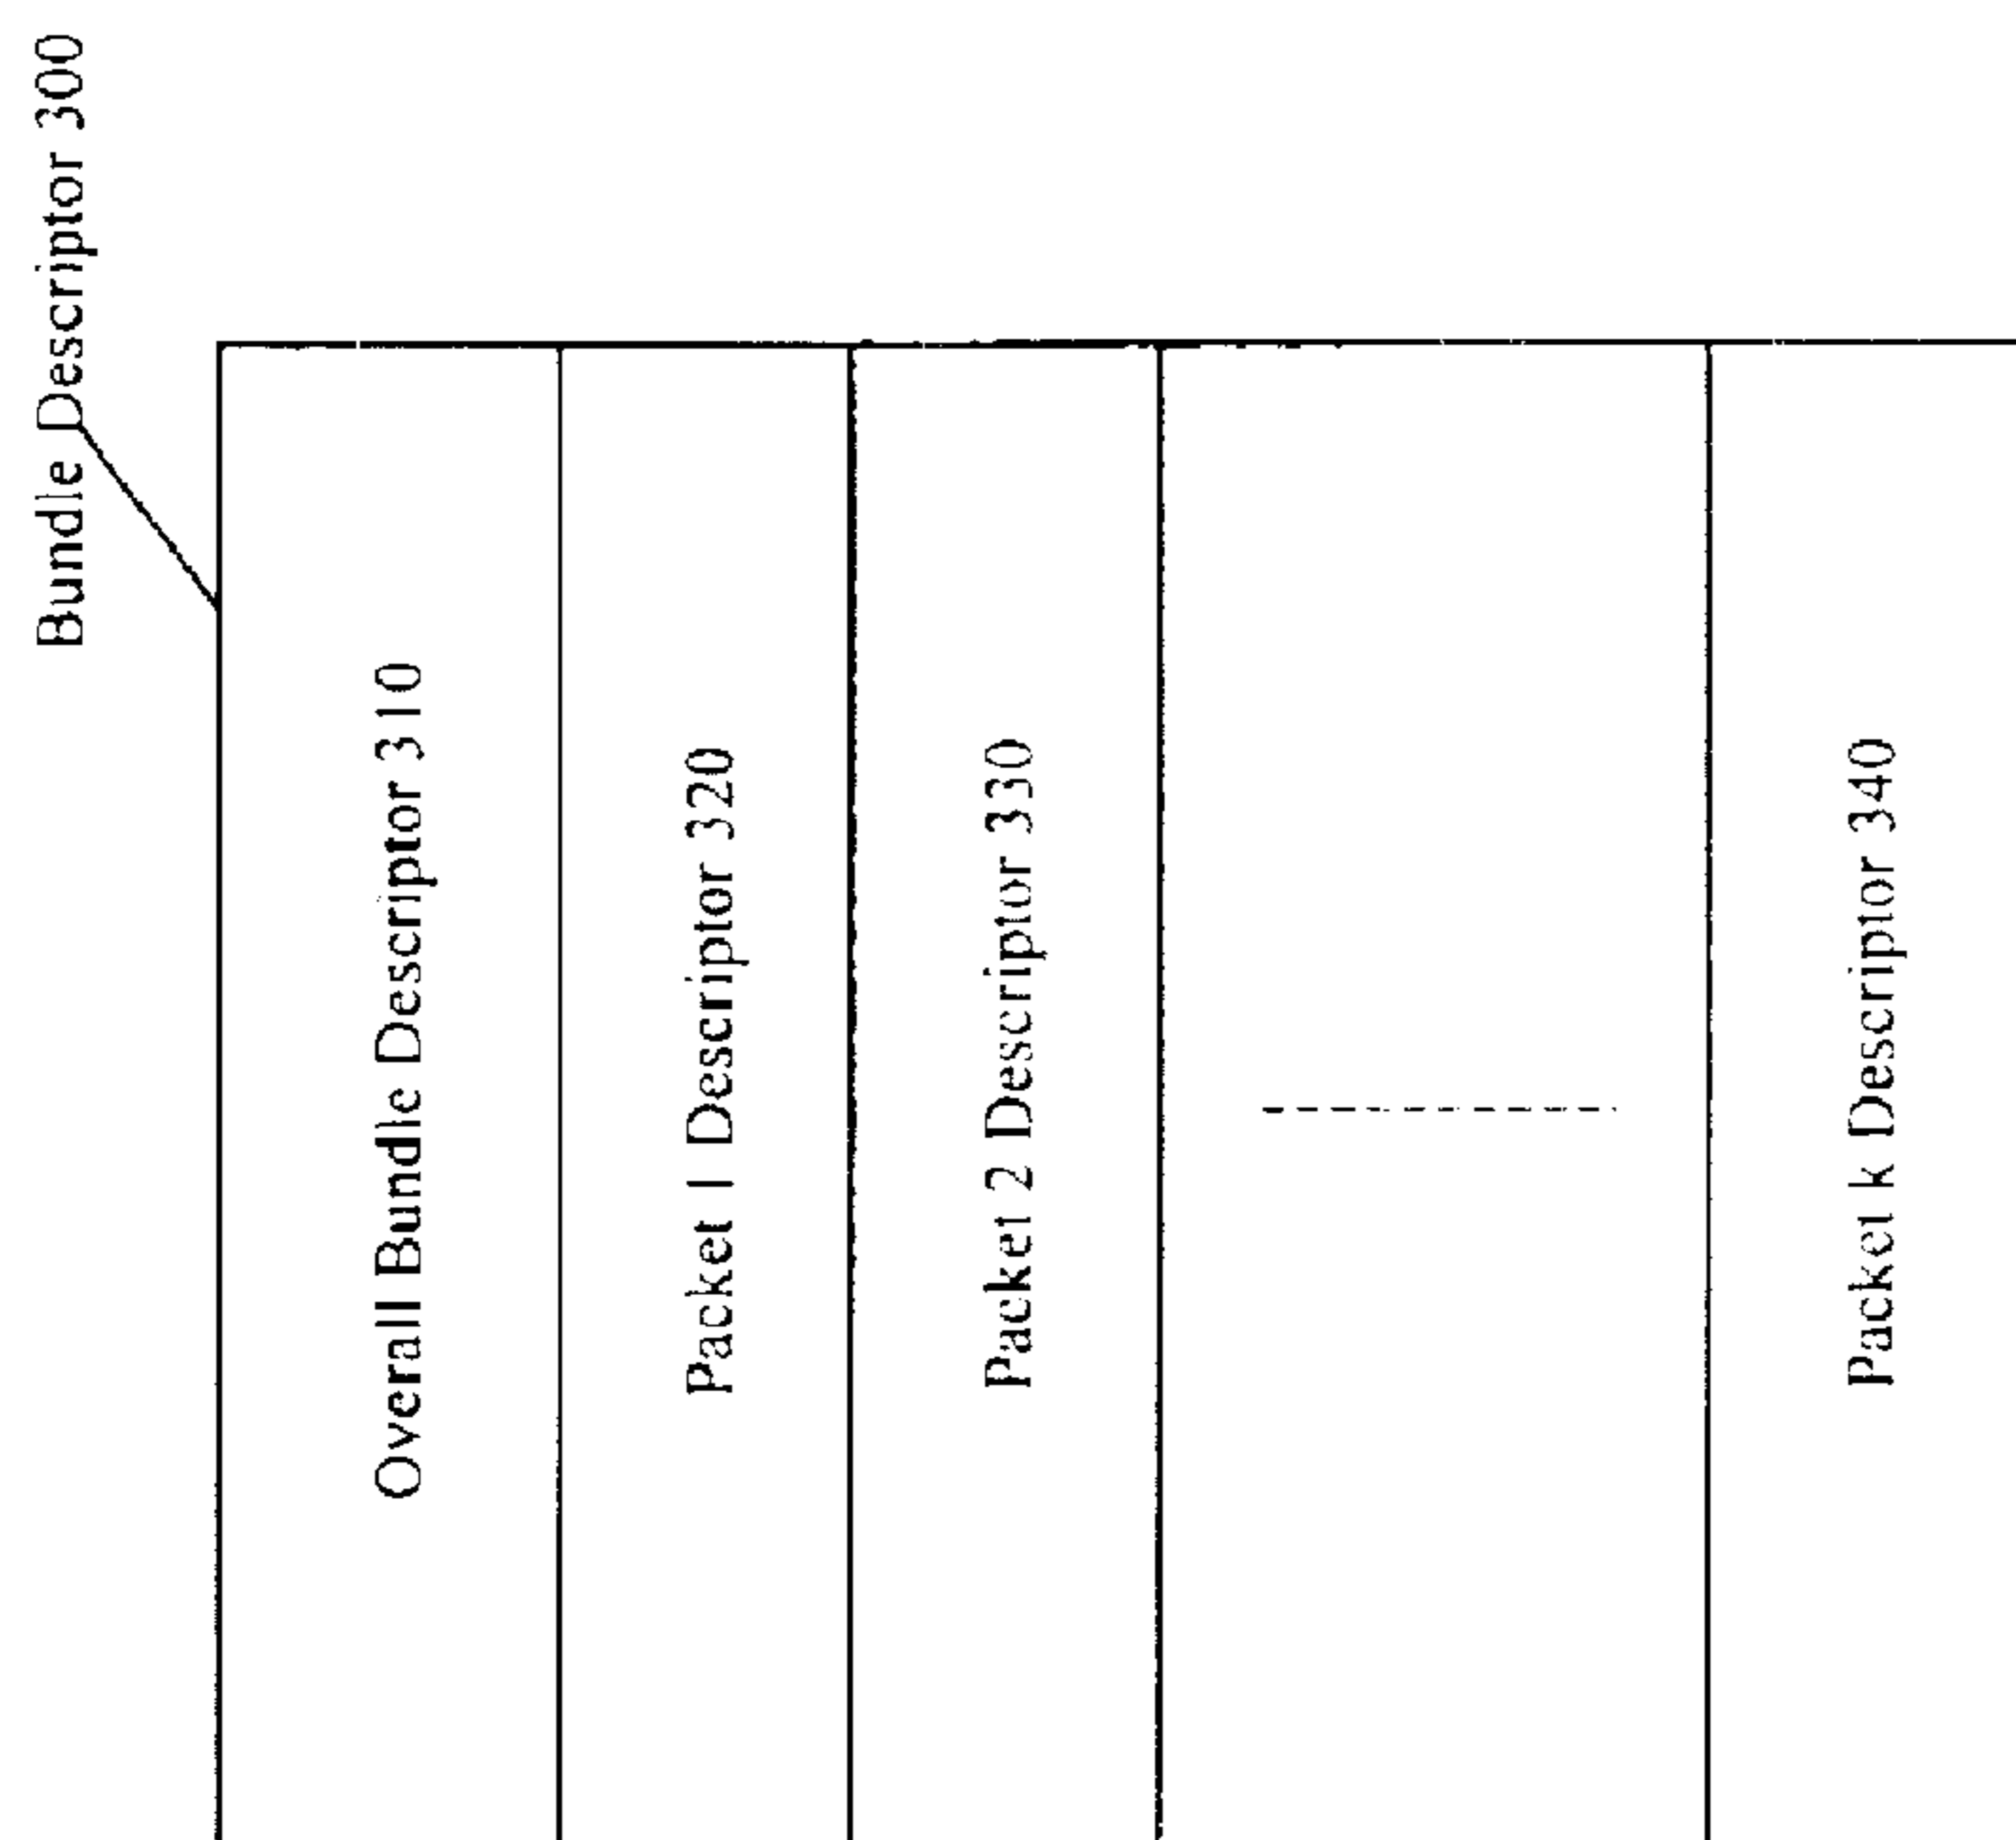 Bundle Descriptor 300
Overall Bundle Descriptor 310
Packet 1 Descriptor 320
Packet 2 Descriptor 330
Packet k Descriptor 340